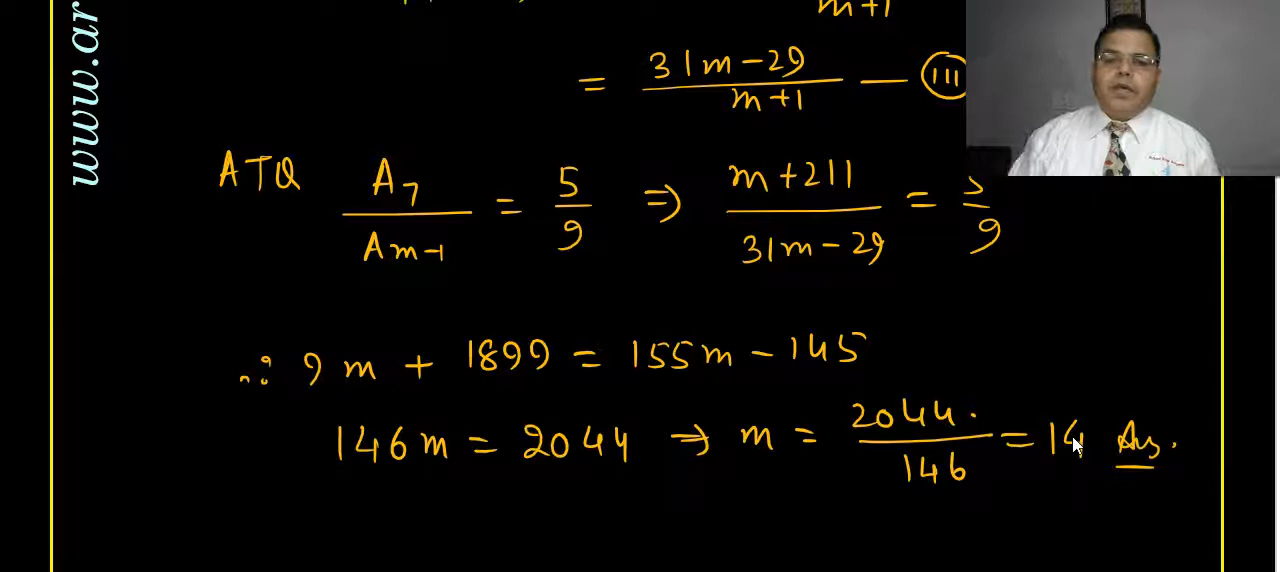 m+1
= 31m-29 / m+1 — (III)
ATQ A7 / Am-1 = 5/9 ⇒ m+211 / 31m-29 = 5/9
∴ 9m + 1899 = 155m - 145
146m = 2044 ⇒ m = 2044 / 146 = 14 Ans.
www.ar